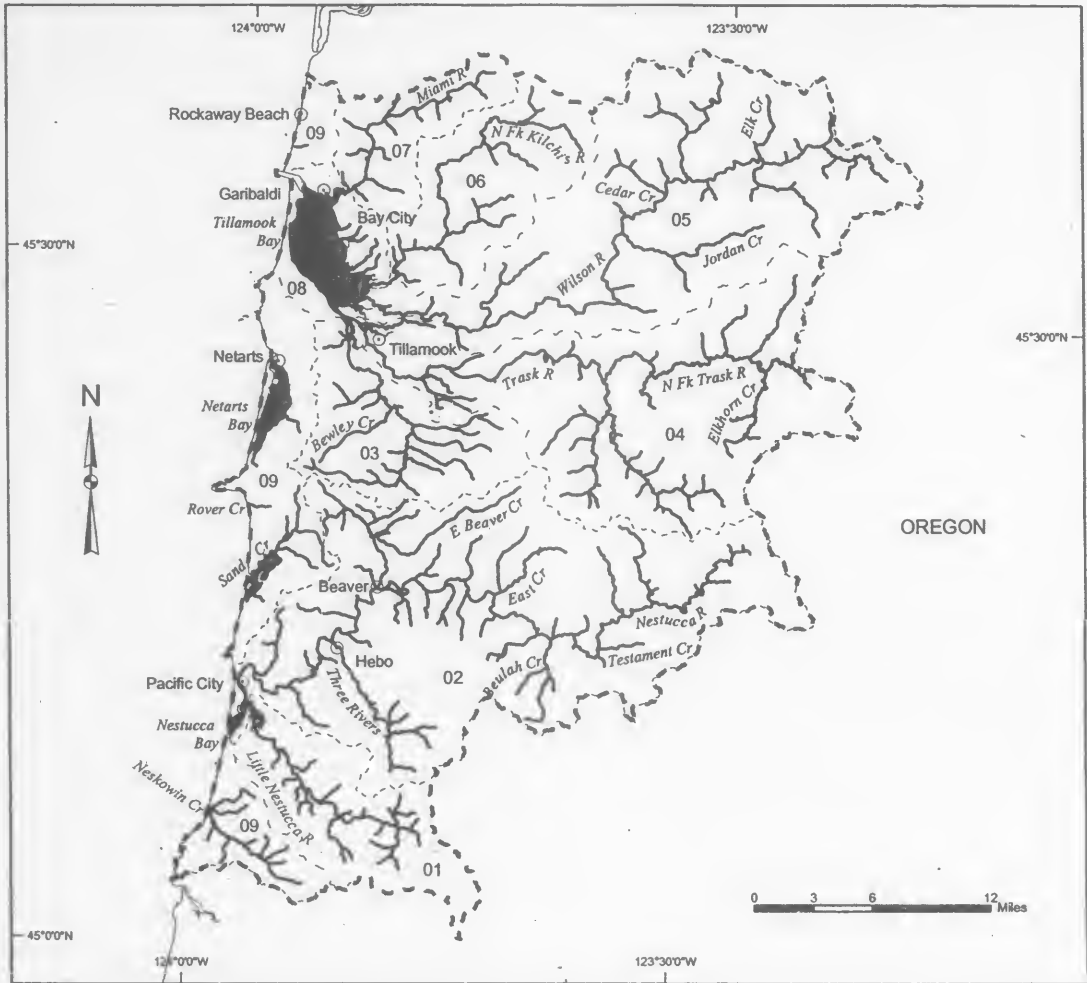 124°0'0"W
123°30'0"W
Rockaway Beach
09
Miami R
07
N Fk Kilchis R
Elk Cr
06
Garibaldi
Cedar Cr
05
Tillamook
Bay
Bay City
45°30'0"N
Jordan Cr
Wilson R
08
45°30'0"N
Tillamook
Netarts
Trask R
N Fk Trask R
N
Netarts
Bay
Bewley Cr
Elkhorn Cr
03
04
09
Rover Cr
E Beaver Cr
OREGON
Sand Cr
Beaver
East Cr
Nestucca R
Hebo
Testament Cr
Beulah Cr
02
Pacific City
Three Rivers
Nestucca
Bay
Neskowin Cr
Little Nestucca R
09
01
0 3 6 12
Miles
45°0'0"N
124°0'0"W
123°30'0"W